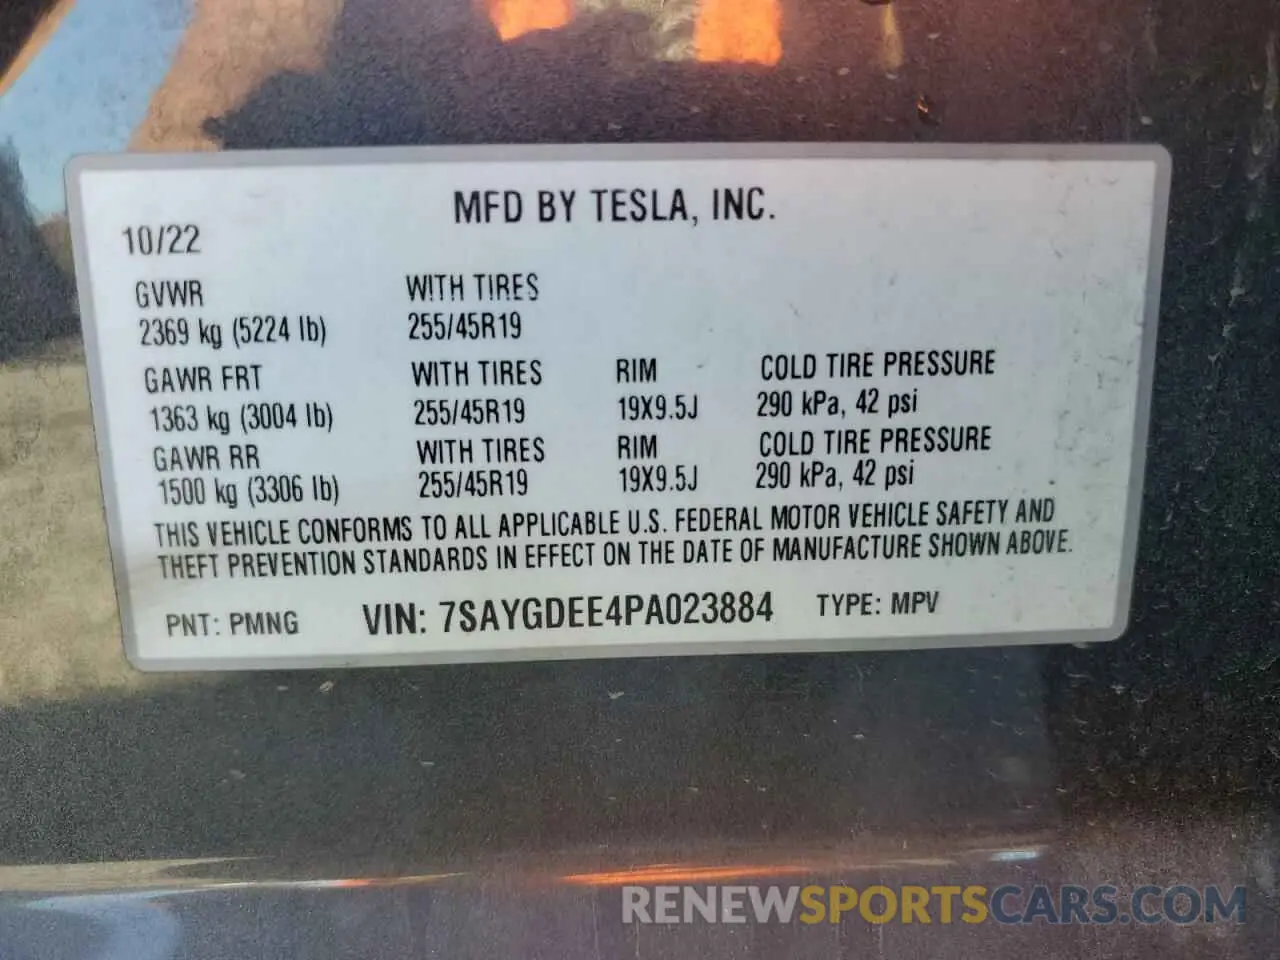 MFD BY TESLA, INC.
10/22
GVWR WITH TIRES
2369 kg (5224 lb) 255/45R19
GAWR FRT WITH TIRES RIM COLD TIRE PRESSURE
1363 kg (3004 lb) 255/45R19 19X9.5J 290 kPa, 42 psi
GAWR RR WITH TIRES RIM COLD TIRE PRESSURE
1500 kg (3306 lb) 255/45R19 19X9.5J 290 kPa, 42 psi
THIS VEHICLE CONFORMS TO ALL APPLICABLE U.S. FEDERAL MOTOR VEHICLE SAFETY AND
THEFT PREVENTION STANDARDS IN EFFECT ON THE DATE OF MANUFACTURE SHOWN ABOVE.
PNT: PMNG VIN: 7SAYGDEE4PA023884 TYPE: MPV
RENEWSPORTSCARS.COM